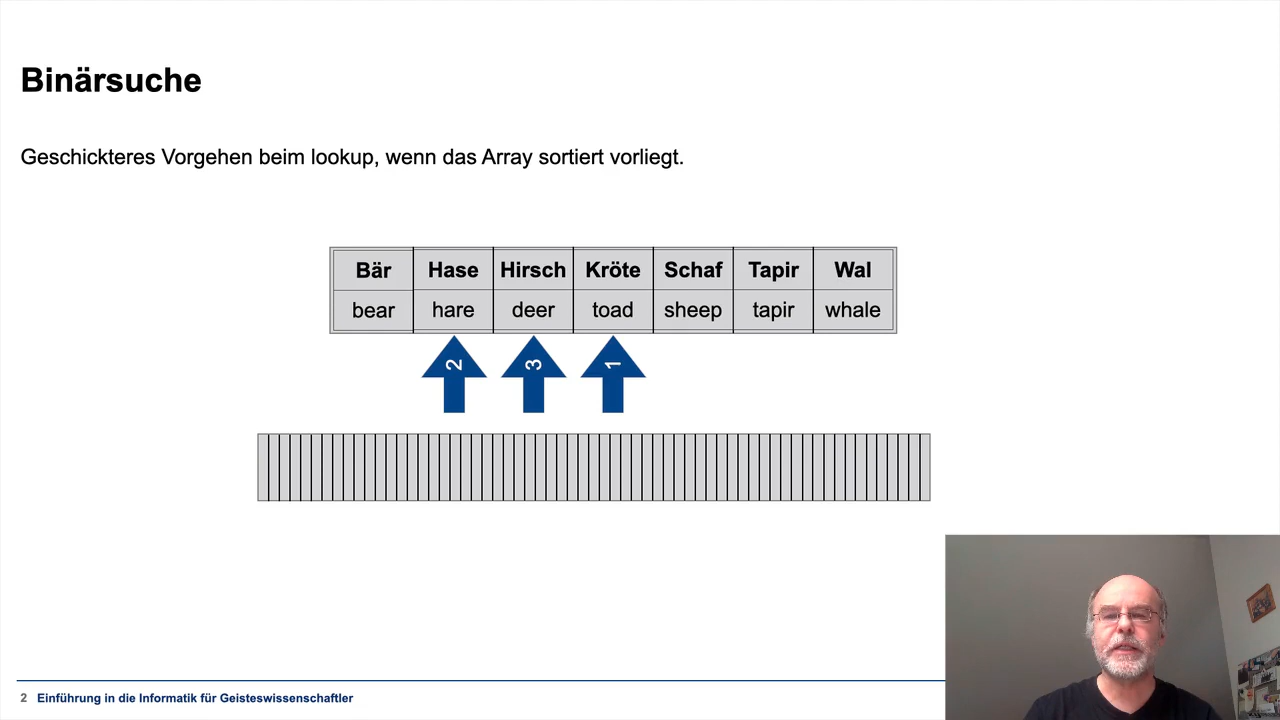 Binärsuche
Geschickteres Vorgehen beim lookup, wenn das Array sortiert vorliegt.
Bär Hase Hirsch Kröte Schaf Tapir Wal
bear hare deer toad sheep tapir whale
2 3 1
2 Einführung in die Informatik für Geisteswissenschaftler